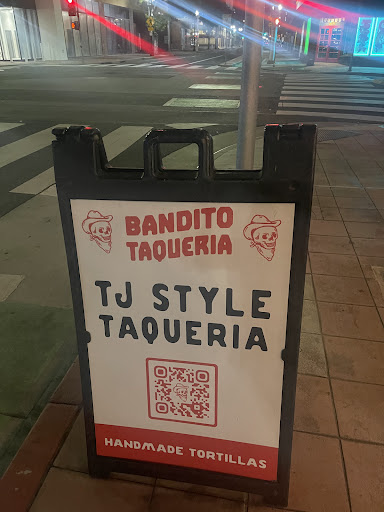 BANDITO
TAQUERIA
TJ STYLE
TAQUERIA
HANDMADE TORTILLAS